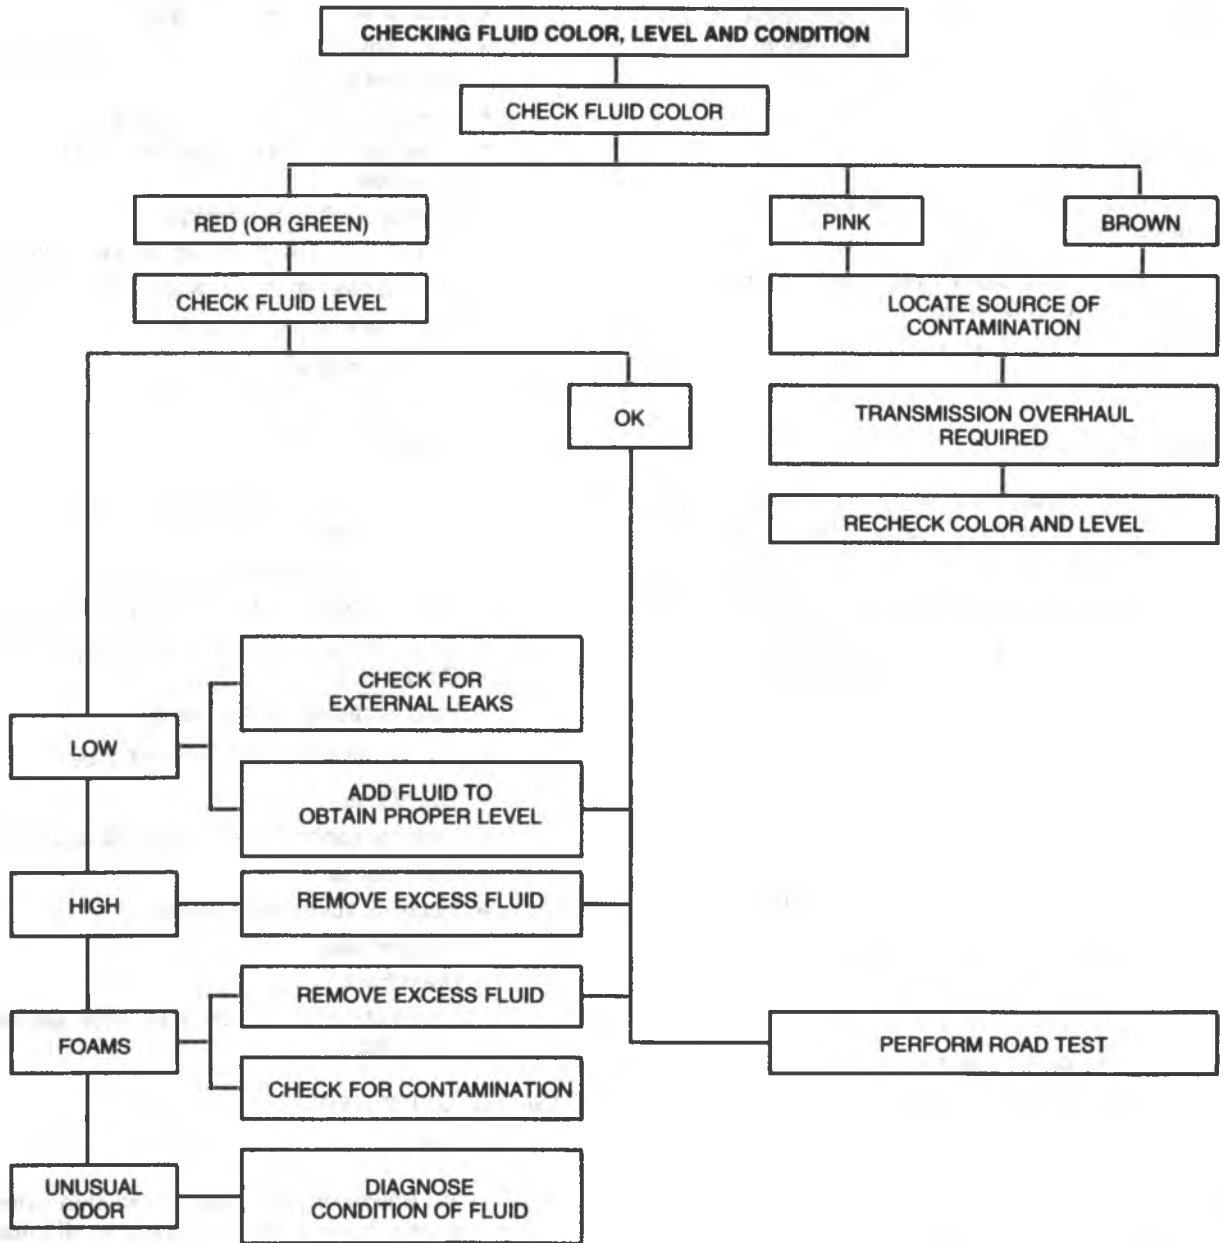 CHECKING FLUID COLOR, LEVEL AND CONDITION
CHECK FLUID COLOR
RED (OR GREEN)
PINK
BROWN
CHECK FLUID LEVEL
LOCATE SOURCE OF
CONTAMINATION
OK
TRANSMISSION OVERHAUL
REQUIRED
RECHECK COLOR AND LEVEL
CHECK FOR
EXTERNAL LEAKS
LOW
ADD FLUID TO
OBTAIN PROPER LEVEL
HIGH
REMOVE EXCESS FLUID
REMOVE EXCESS FLUID
FOAMS
PERFORM ROAD TEST
CHECK FOR CONTAMINATION
UNUSUAL
ODOR
DIAGNOSE
CONDITION OF FLUID